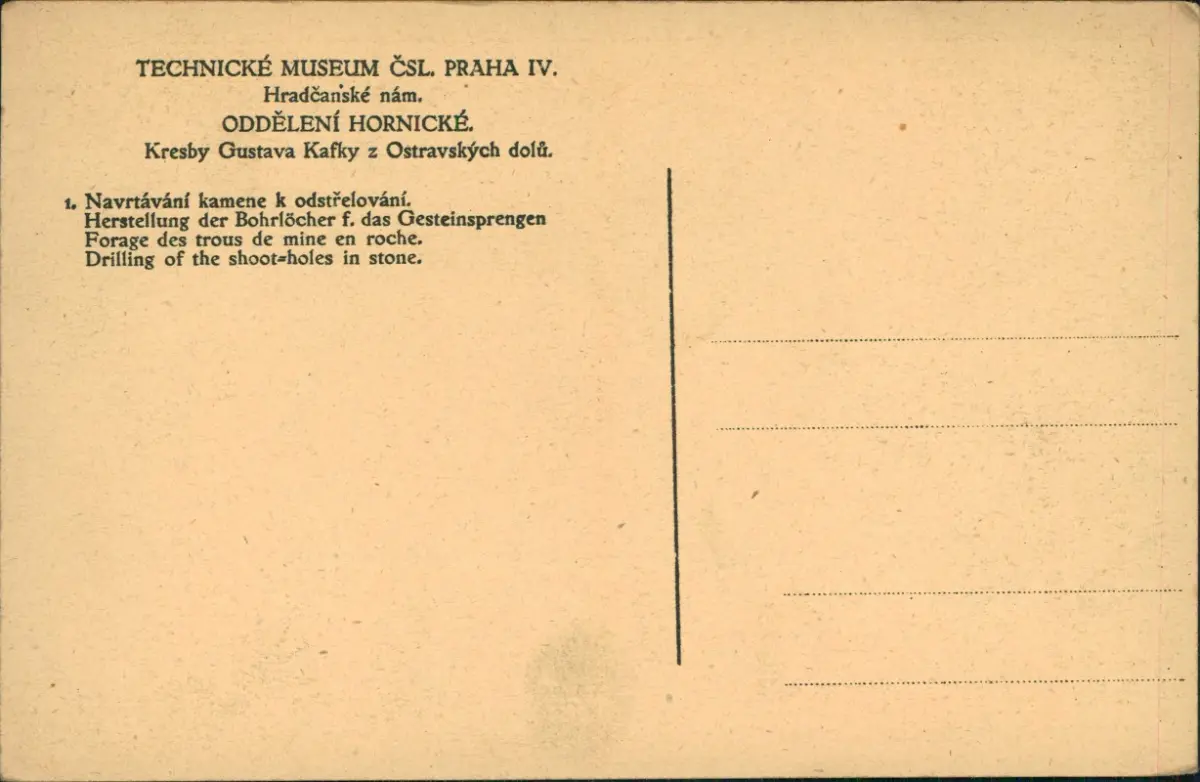 TECHNICKÉ MUSEUM ČSL. PRAHA IV.
Hradčanské nám.
ODDĚLENÍ HORNICKÉ.
Kresby Gustava Kafky z Ostravských dolů.
1. Navrtávání kamene k odstřelování.
Herstellung der Bohrlöcher f. das Gesteinsprengen
Forage des trous de mine en roche.
Drilling of the shoot=holes in stone.